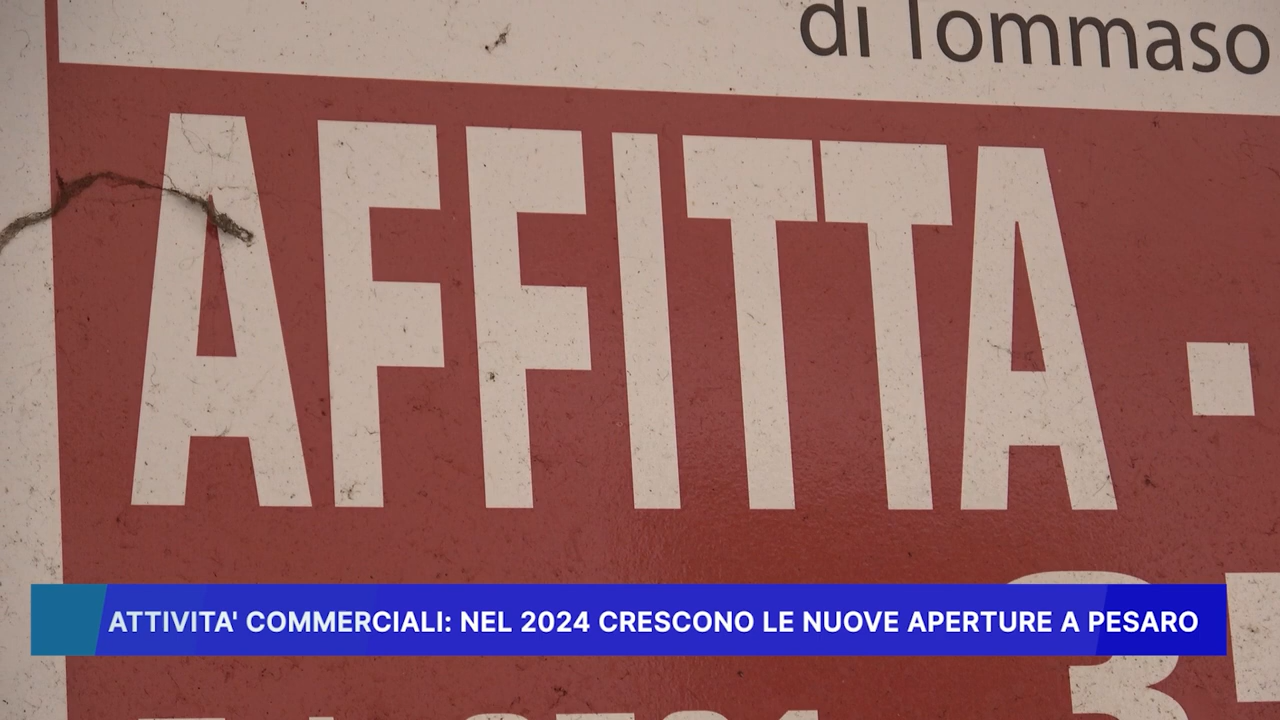 di Tommaso
AFFITTA ·
ATTIVITA' COMMERCIALI: NEL 2024 CRESCONO LE NUOVE APERTURE A PESARO